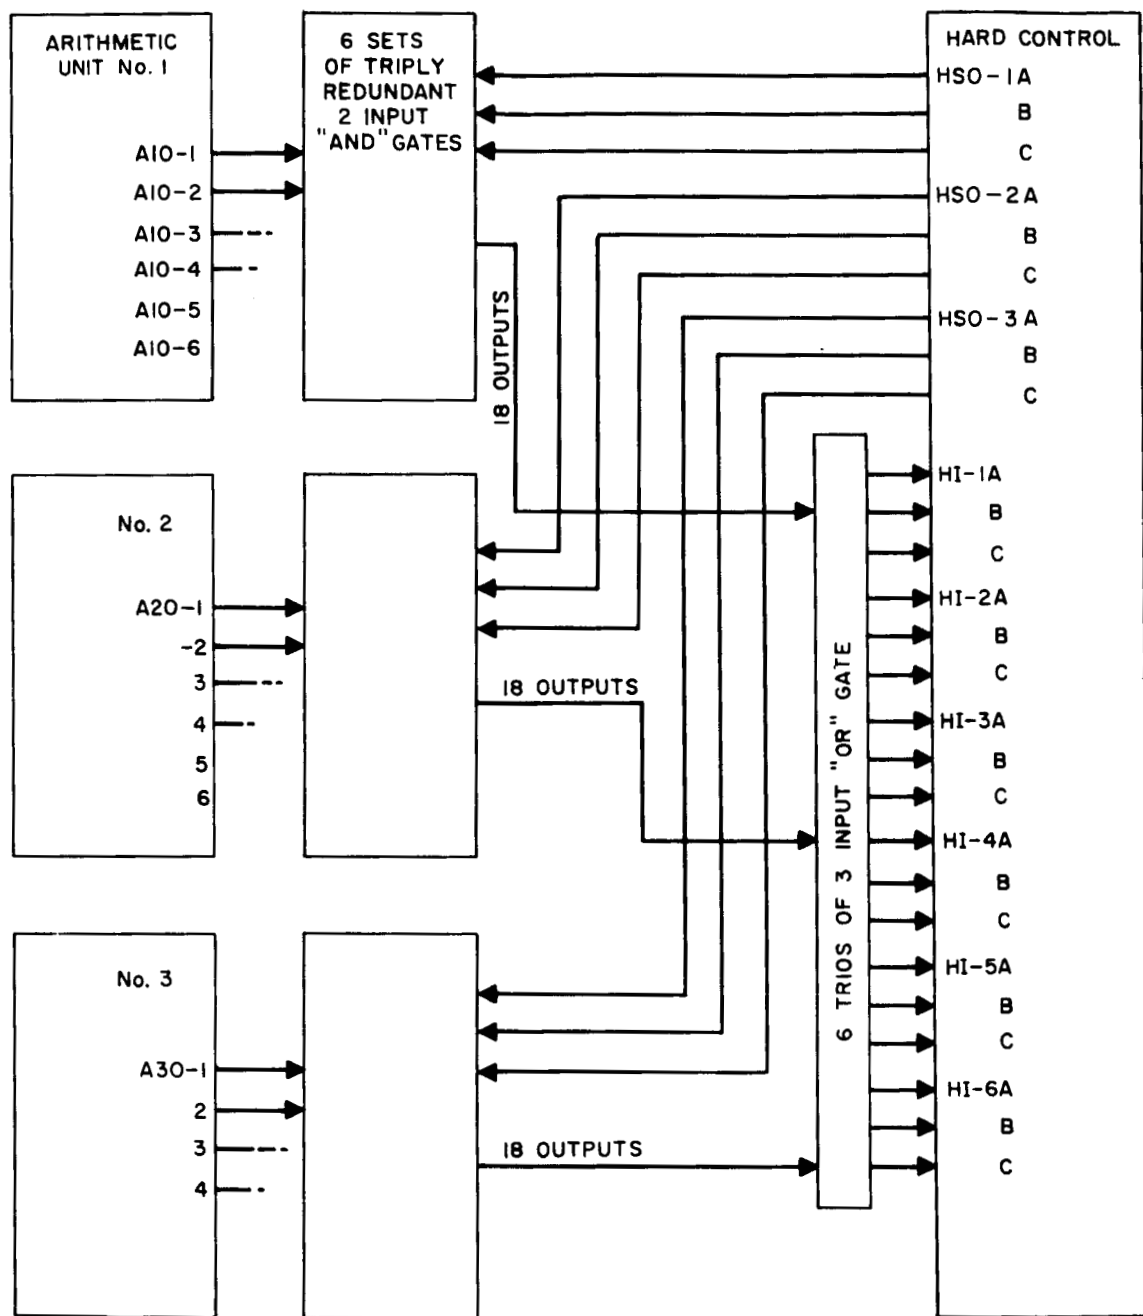 ARITHMETIC
UNIT No. 1
A10-1
A10-2
A10-3
A10-4
A10-5
A10-6
6 SETS
OF TRIPLY
REDUNDANT
2 INPUT
"AND" GATES
HARD CONTROL
HSO-1A
B
C
HSO-2A
B
C
HSO-3A
B
C
18 OUTPUTS
No. 2
A20-1
-2
3
4
5
6
18 OUTPUTS
6 TRIOS OF 3 INPUT "OR" GATE
HI-1A
B
C
HI-2A
B
C
HI-3A
B
C
HI-4A
B
C
HI-5A
B
C
HI-6A
B
C
No. 3
A30-1
2
3
4
18 OUTPUTS